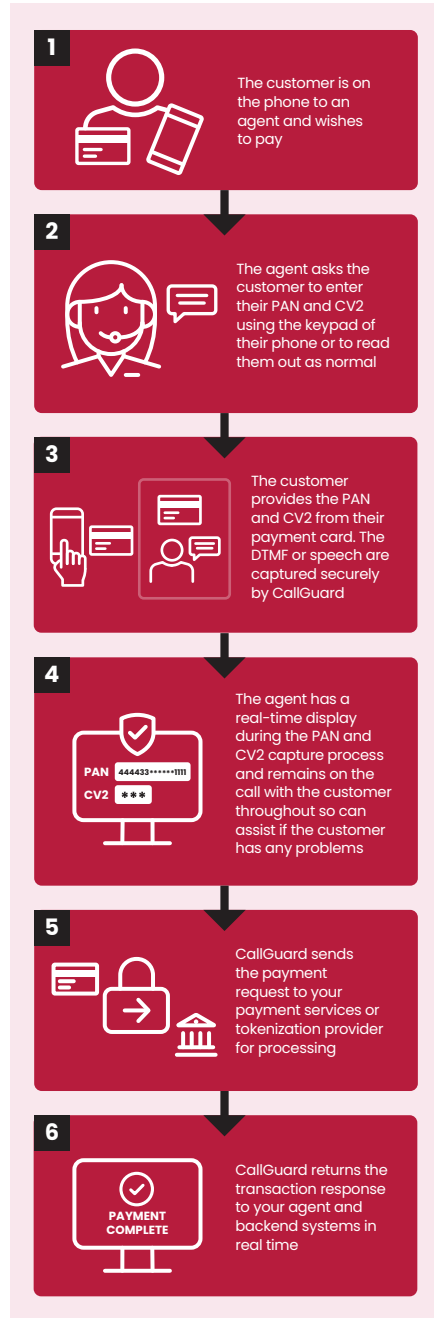 1
The customer is on
the phone to an
agent and wishes
to pay
2
The agent asks the
customer to enter
their PAN and CV2
using the keypad of
their phone or to read
them out as normal
3
The customer
provides the PAN
and CV2 from their
payment card. The
DTMF or speech are
captured securely
by CallGuard
4
PAN 444433******1111
CV2 ***
The agent has a
real-time display
during the PAN and
CV2 capture process
and remains on the
call with the customer
throughout so can
assist if the customer
has any problems
5
CallGuard sends
the payment
request to your
payment services or
tokenization provider
for processing
6
PAYMENT
COMPLETE
CallGuard returns the
transaction response
to your agent and
backend systems in
real time